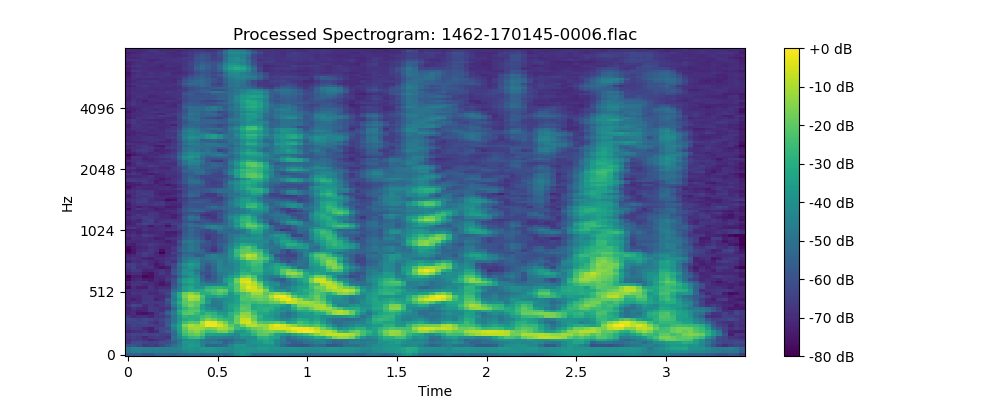 Processed Spectrogram: 1462-170145-0006.flac
Hz
4096
2048
1024
512
0
0 0.5 1 1.5 2 2.5 3
Time
+0 dB
-10 dB
-20 dB
-30 dB
-40 dB
-50 dB
-60 dB
-70 dB
-80 dB